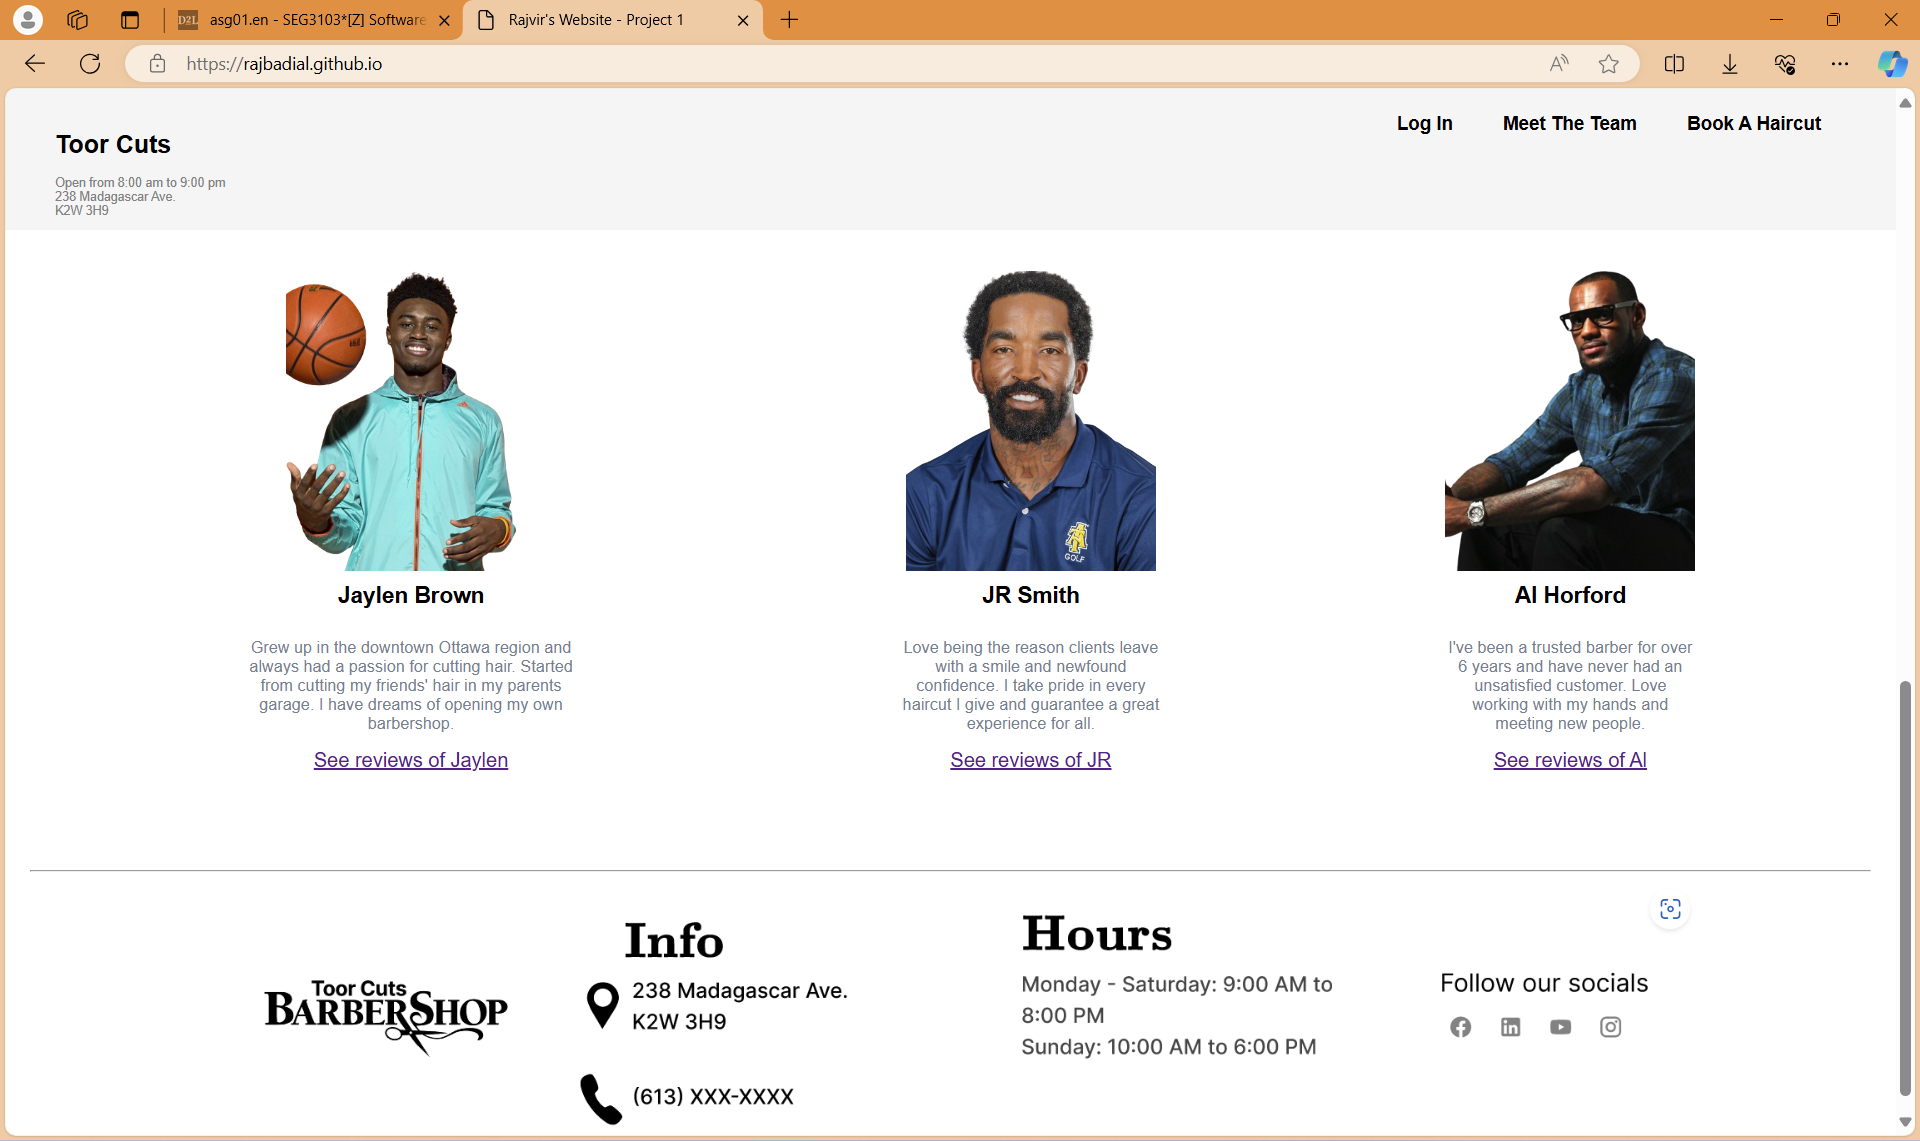 D2L
asg01.en - SEG3103*[Z] Software
Rajvir's Website - Project 1
https://rajbadial.github.io
Toor Cuts
Open from 8:00 am to 9:00 pm
238 Madagascar Ave.
K2W 3H9
Log In
Meet The Team
Book A Haircut
A&T
GOLF
Jaylen Brown
Grew up in the downtown Ottawa region and
always had a passion for cutting hair. Started
from cutting my friends' hair in my parents
garage. I have dreams of opening my own
barbershop.
See reviews of Jaylen
JR Smith
Love being the reason clients leave
with a smile and newfound
confidence. I take pride in every
haircut I give and guarantee a great
experience for all.
See reviews of JR
Al Horford
I've been a trusted barber for over
6 years and have never had an
unsatisfied customer. Love
working with my hands and
meeting new people.
See reviews of Al
Toor Cuts
BARBERSHOP
Info
238 Madagascar Ave.
K2W 3H9
(613) XXX-XXXX
Hours
Monday - Saturday: 9:00 AM to
8:00 PM
Sunday: 10:00 AM to 6:00 PM
Follow our socials